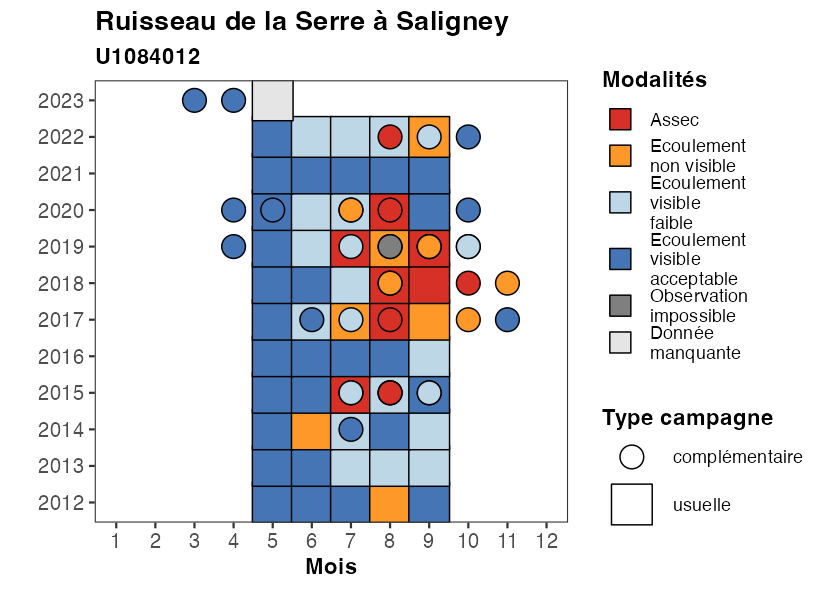 Ruisseau de la Serre à Saligney
U1084012
2023
2022
2021
2020
2019
2018
2017
2016
2015
2014
2013
2012
1 2 3 4 5 6 7 8 9 10 11 12
Mois
Modalités
Assec
Ecoulement
non visible
Ecoulement
visible
faible
Ecoulement
visible
acceptable
Observation
impossible
Donnée
manquante
Type campagne
complémentaire
usuelle